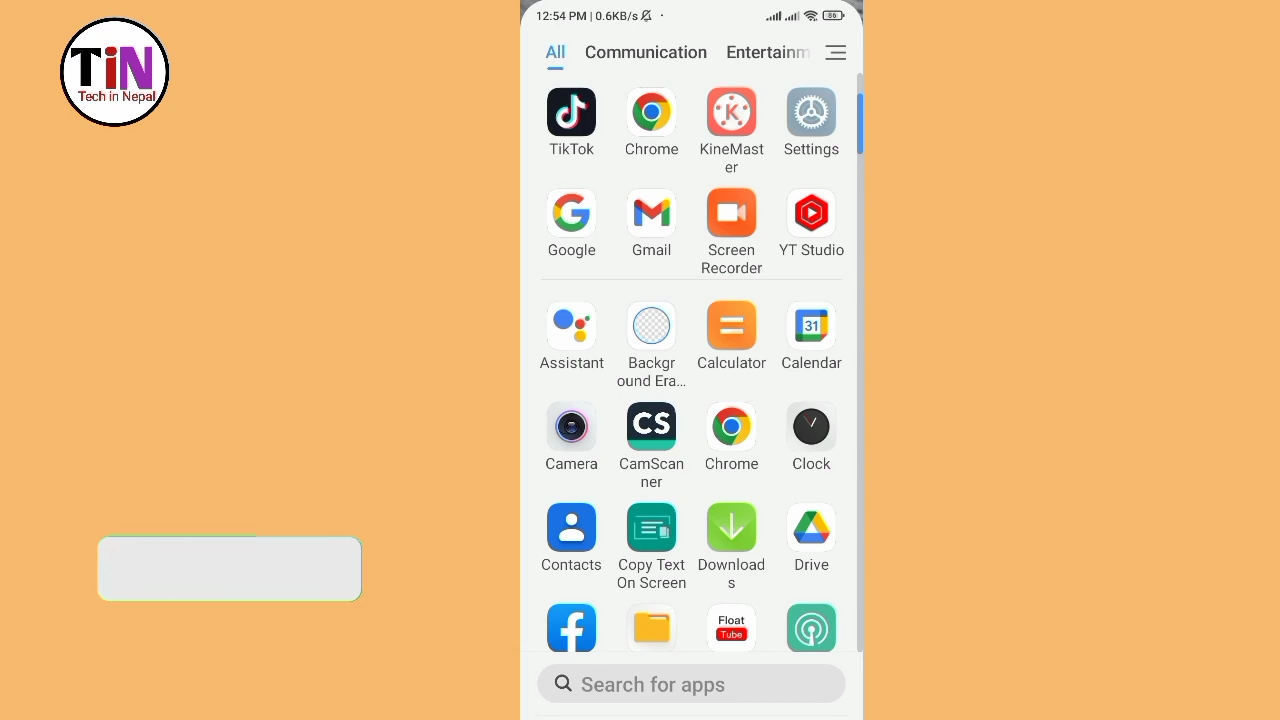 TiN
Tech in Nepal
12:54 PM | 0.6KB/s
86
All Communication Entertainm
TikTok Chrome KineMast
er Settings
Google Gmail Screen
Recorder YT Studio
31
Assistant Backgr
ound Era... Calculator Calendar
CS
Camera CamScan
ner Chrome Clock
Contacts Copy Text
On Screen Download
s Drive
Float
Tube
Search for apps